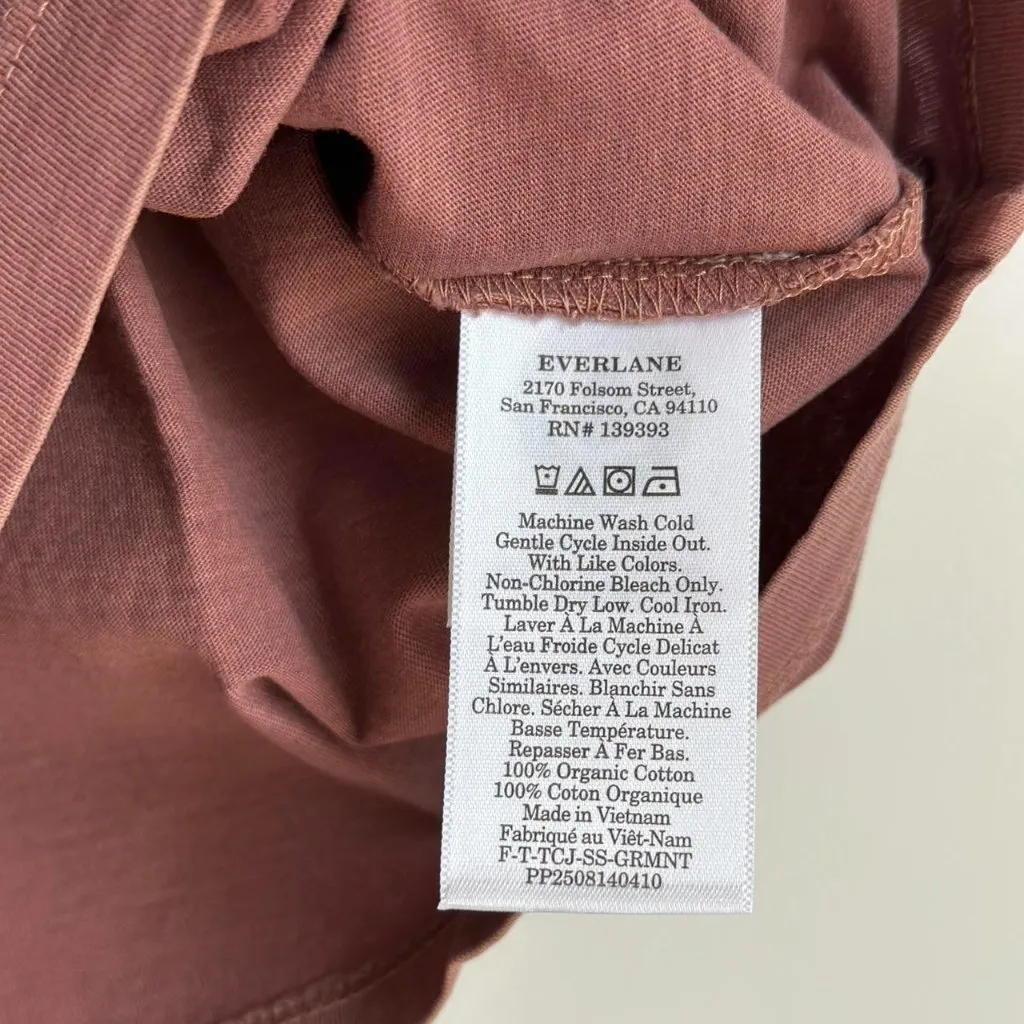 EVERLANE
2170 Folsom Street,
San Francisco, CA 94110
RN# 139393
Machine Wash Cold
Gentle Cycle Inside Out.
With Like Colors.
Non-Chlorine Bleach Only.
Tumble Dry Low. Cool Iron.
Laver À La Machine À
L'eau Froide Cycle Delicat
À L'envers. Avec Couleurs
Similaires. Blanchir Sans
Chlore. Sécher À La Machine
Basse Température.
Repasser À Fer Bas.
100% Organic Cotton
100% Coton Organique
Made in Vietnam
Fabriqué au Viêt-Nam
F-T-TCJ-SS-GRMNT
PP2508140410